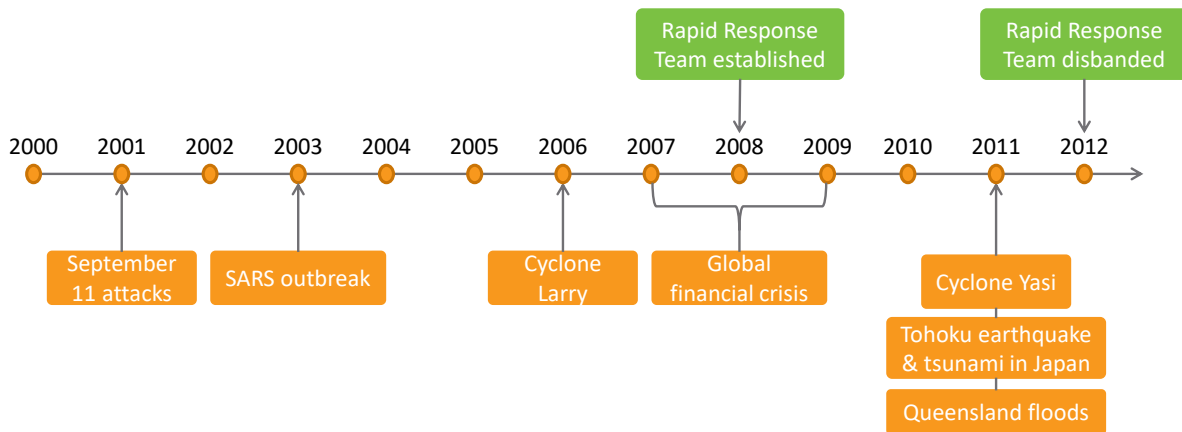 Rapid Response
Team established
Rapid Response
Team disbanded
2000 2001 2002 2003 2004 2005 2006 2007 2008 2009 2010 2011 2012
September
11 attacks
SARS outbreak
Cyclone
Larry
Global
financial crisis
Cyclone Yasi
Tohoku earthquake
& tsunami in Japan
Queensland floods